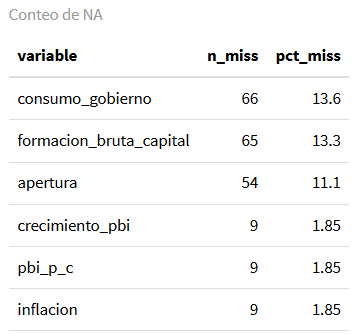 Conteo de NA
variable n_miss pct_miss
consumo_gobierno 66 13.6
formacion_bruta_capital 65 13.3
apertura 54 11.1
crecimiento_pbi 9 1.85
pbi_p_c 9 1.85
inflacion 9 1.85